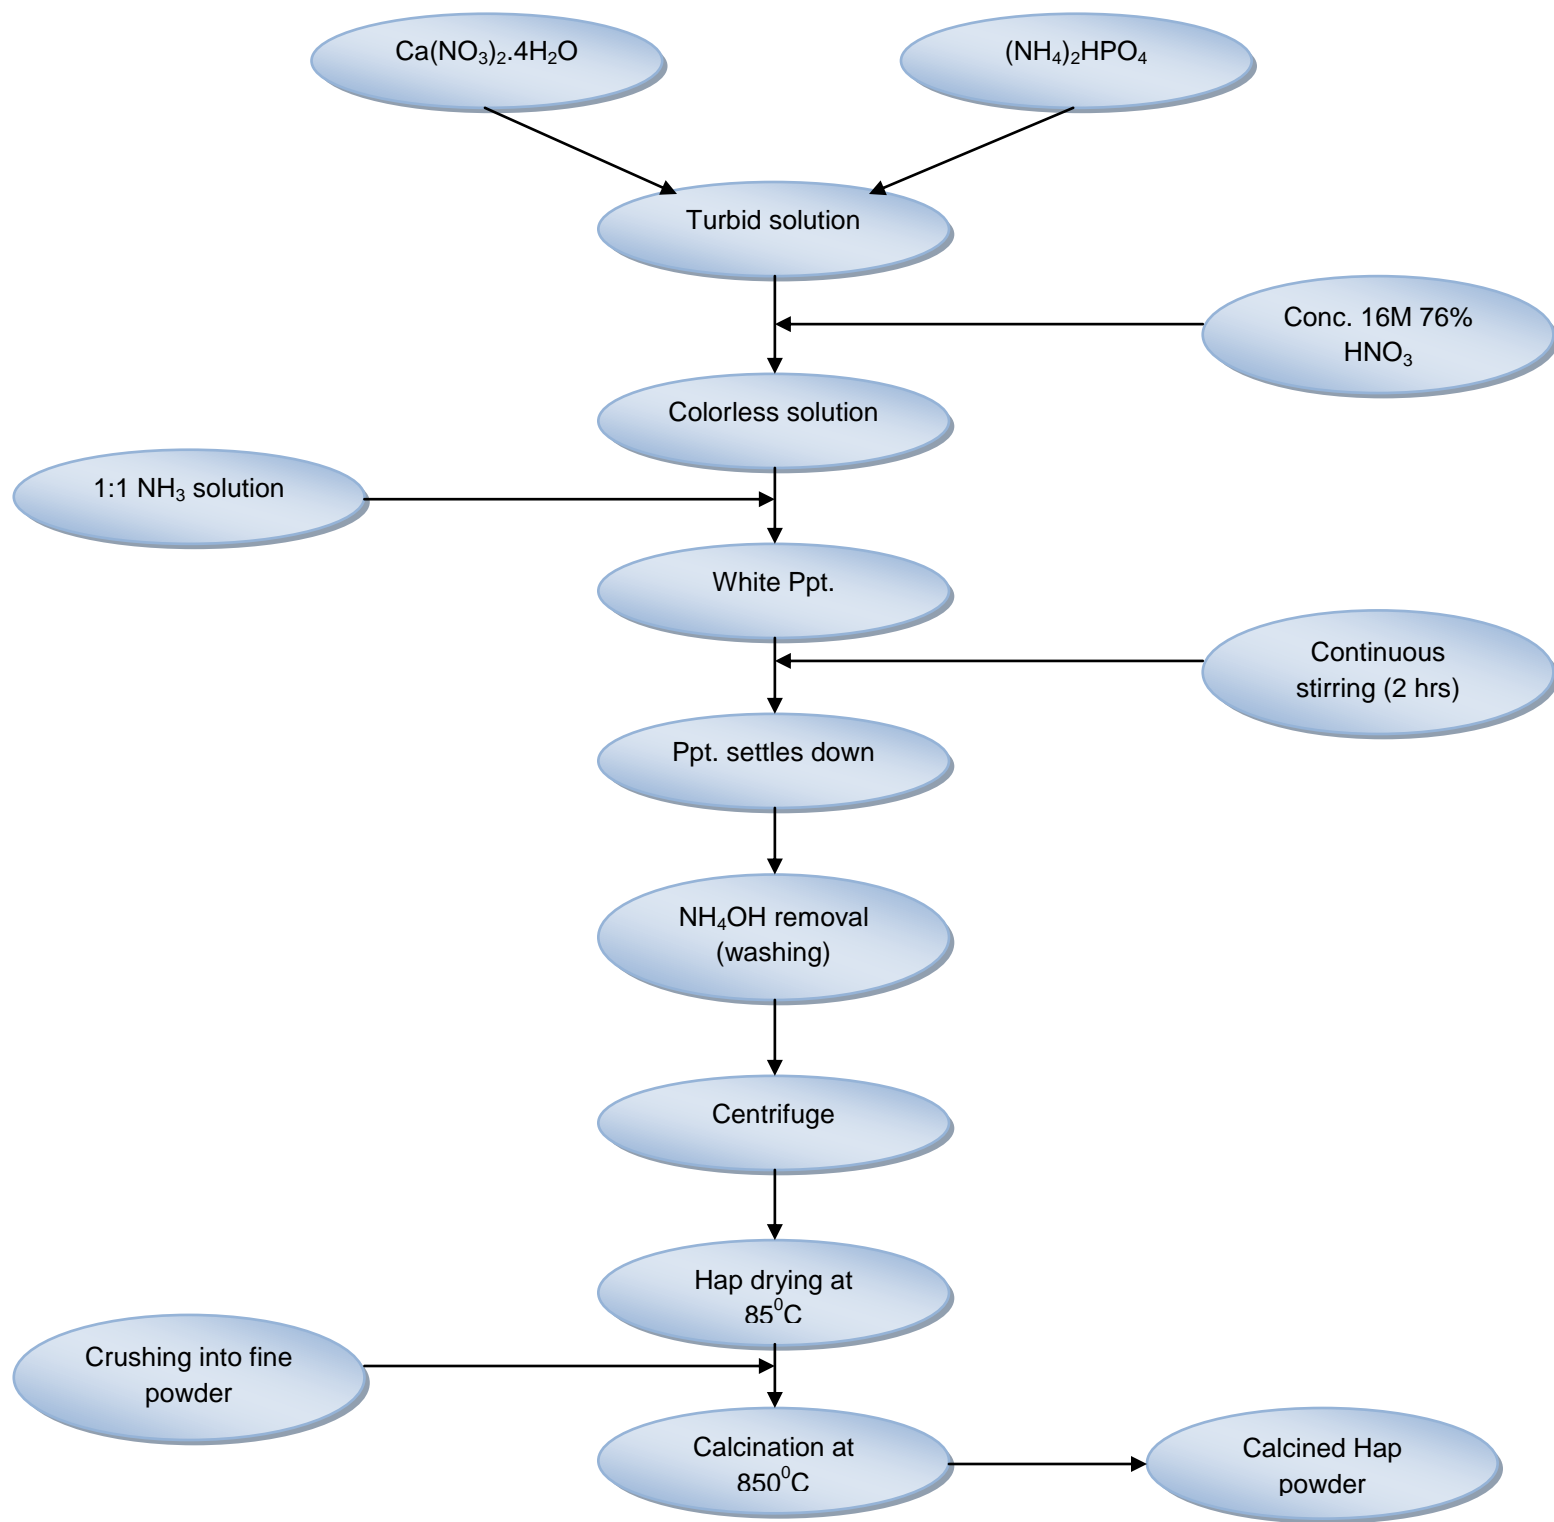 Ca(NO₃)₂.4H₂O
(NH₄)₂HPO₄
Turbid solution
Conc. 16M 76%
HNO₃
Colorless solution
1:1 NH₃ solution
White Ppt.
Continuous
stirring (2 hrs)
Ppt. settles down
NH₄OH removal
(washing)
Centrifuge
Hap drying at
85⁰C
Crushing into fine
powder
Calcination at
850⁰C
Calcined Hap
powder